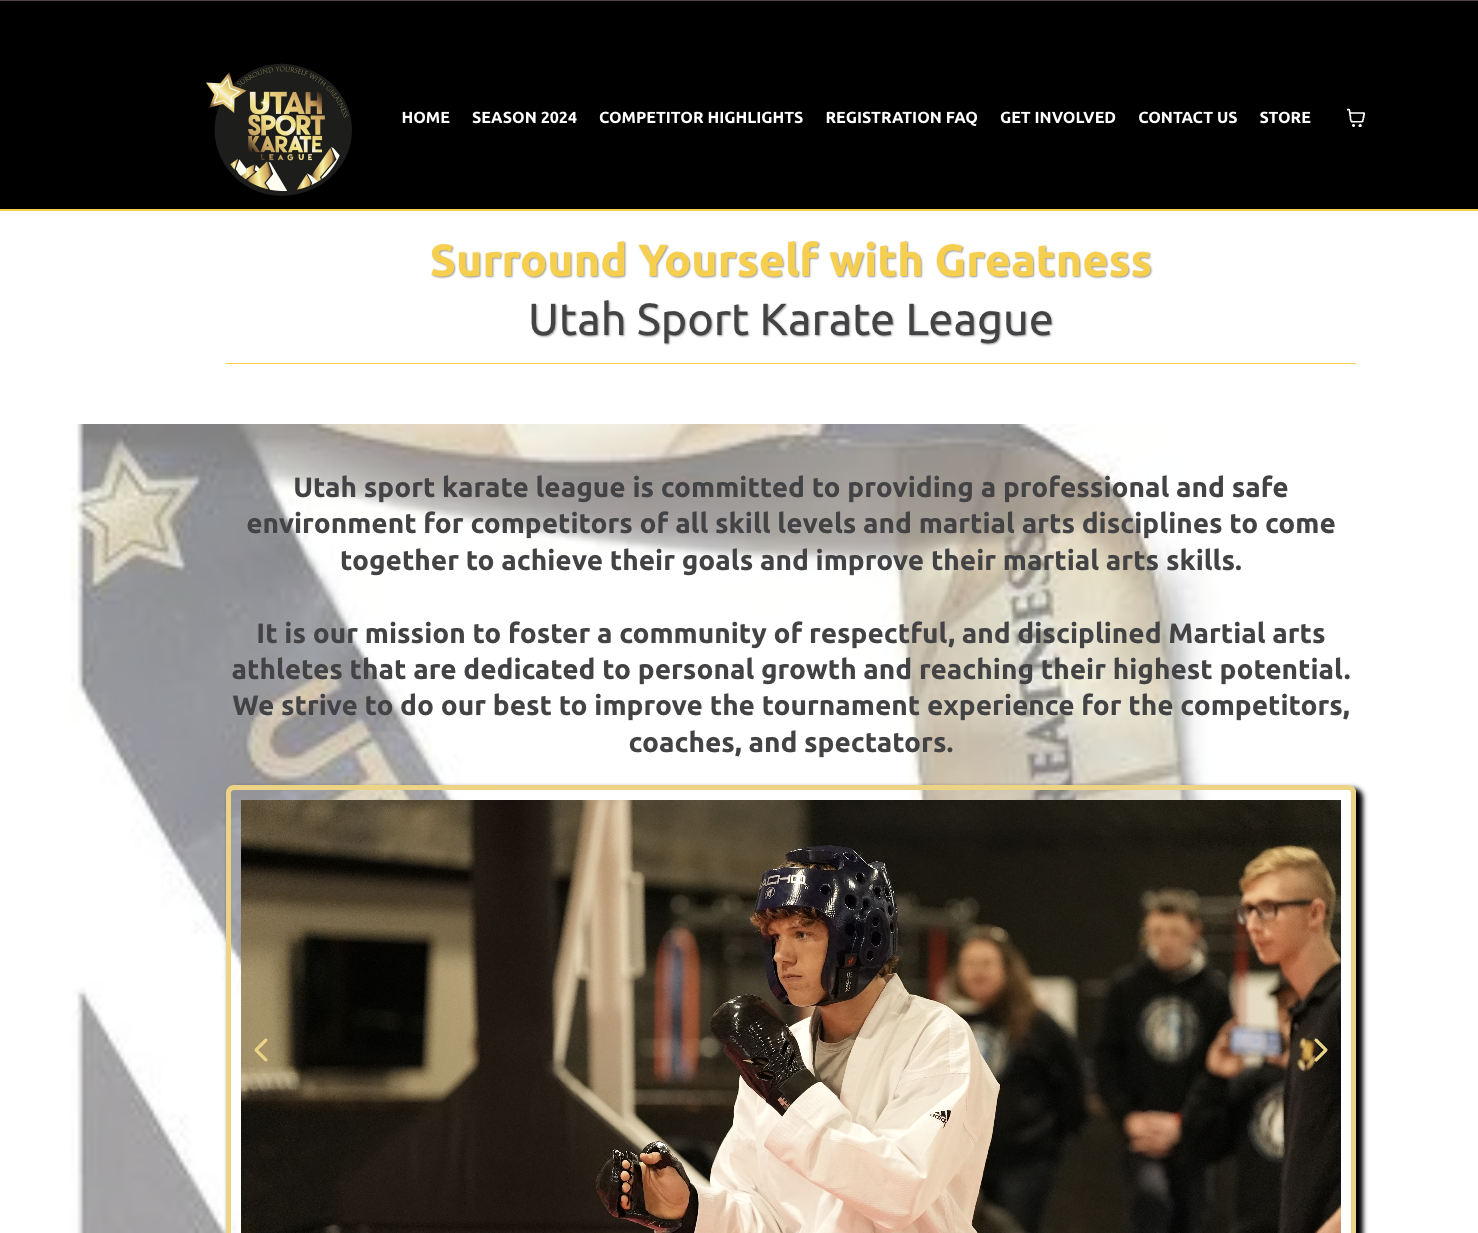 SURROUND YOURSELF WITH GREATNESS
UTAH
SPORT
KARATE
LEAGUE
HOME SEASON 2024 COMPETITOR HIGHLIGHTS REGISTRATION FAQ GET INVOLVED CONTACT US STORE
Surround Yourself with Greatness
Utah Sport Karate League
Utah sport karate league is committed to providing a professional and safe
environment for competitors of all skill levels and martial arts disciplines to come
together to achieve their goals and improve their martial arts skills.
It is our mission to foster a community of respectful, and disciplined Martial arts
athletes that are dedicated to personal growth and reaching their highest potential.
We strive to do our best to improve the tournament experience for the competitors,
coaches, and spectators.
REATNESS
U
adidas